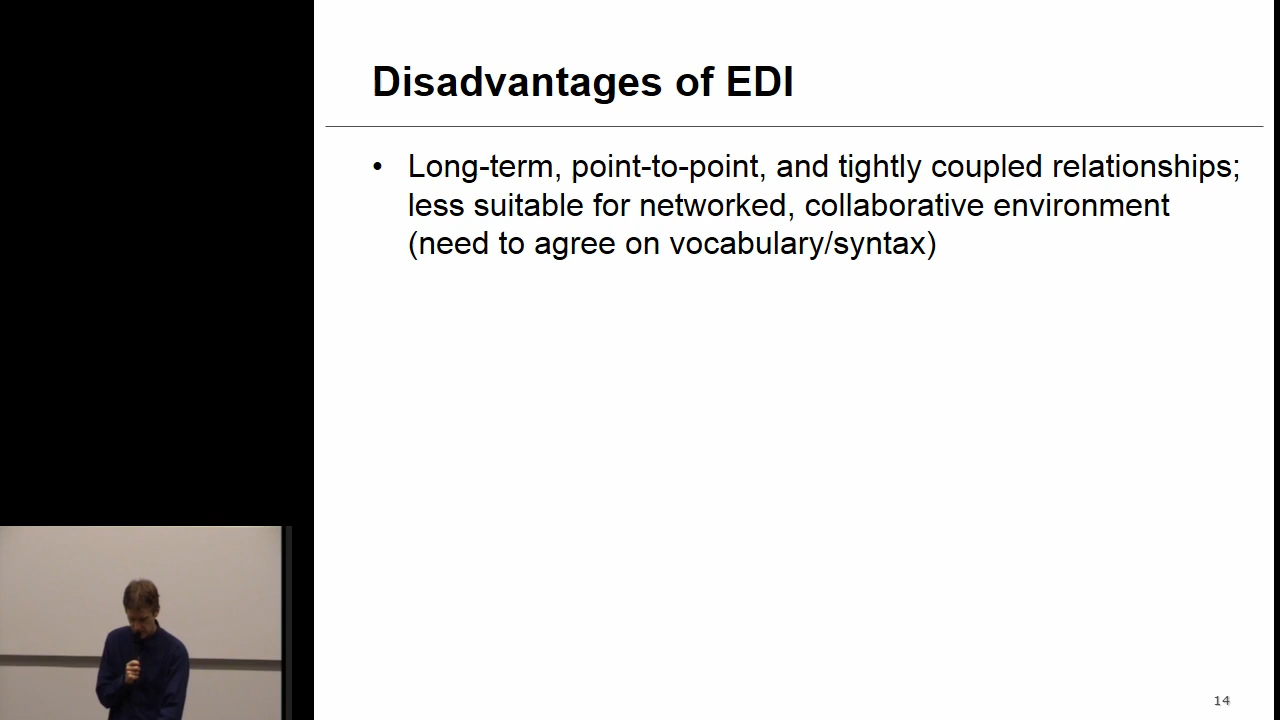 Disadvantages of EDI
• Long-term, point-to-point, and tightly coupled relationships;
less suitable for networked, collaborative environment
(need to agree on vocabulary/syntax)
14